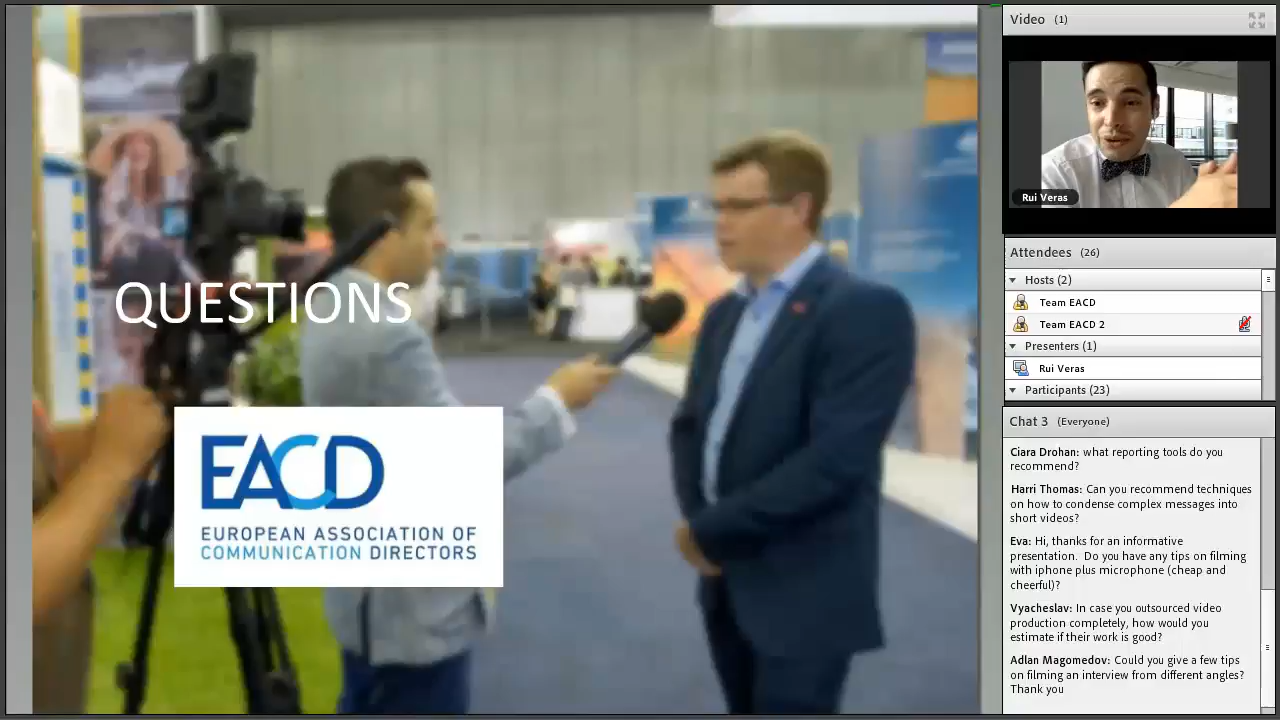 QUESTIONS
EACD
EUROPEAN ASSOCIATION OF
COMMUNICATION DIRECTORS
Video (1)
Rui Veras
Attendees (26)
Hosts (2)
Team EACD
Team EACD 2
Presenters (1)
Rui Veras
Participants (23)
Chat 3 (Everyone)
Ciara Drohan: what reporting tools do you
recommend?
Harri Thomas: Can you recommend techniques
on how to condense complex messages into
short videos?
Eva: Hi, thanks for an informative
presentation. Do you have any tips on filming
with iphone plus microphone (cheap and
cheerful)?
Vyacheslav: In case you outsourced video
production completely, how would you
estimate if their work is good?
Adlan Magomedov: Could you give a few tips
on filming an interview from different angles?
Thank you